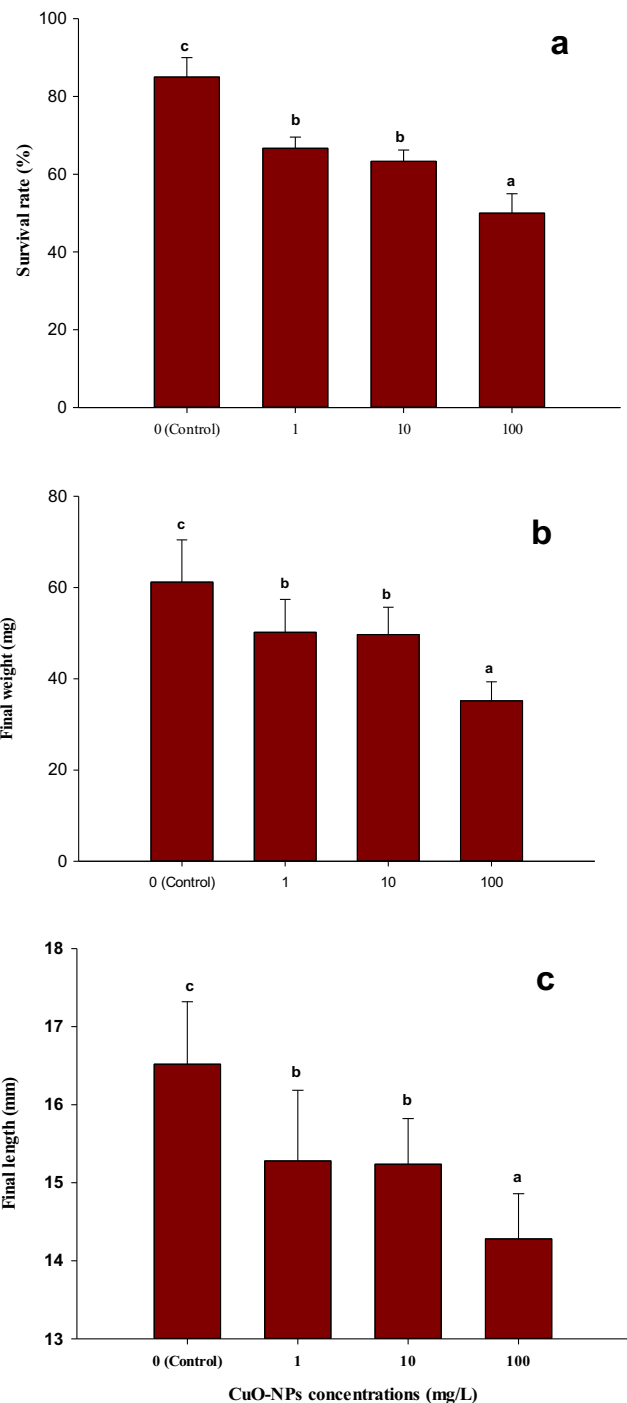 a
Survival rate (%)
100
80
60
40
20
0
c
b
b
a
0 (Control) 1 10 100
b
Final weight (mg)
80
60
40
20
0
c
b
b
a
0 (Control) 1 10 100
c
Final length (mm)
18
17
16
15
14
13
c
b
b
a
0 (Control) 1 10 100
CuO-NPs concentrations (mg/L)